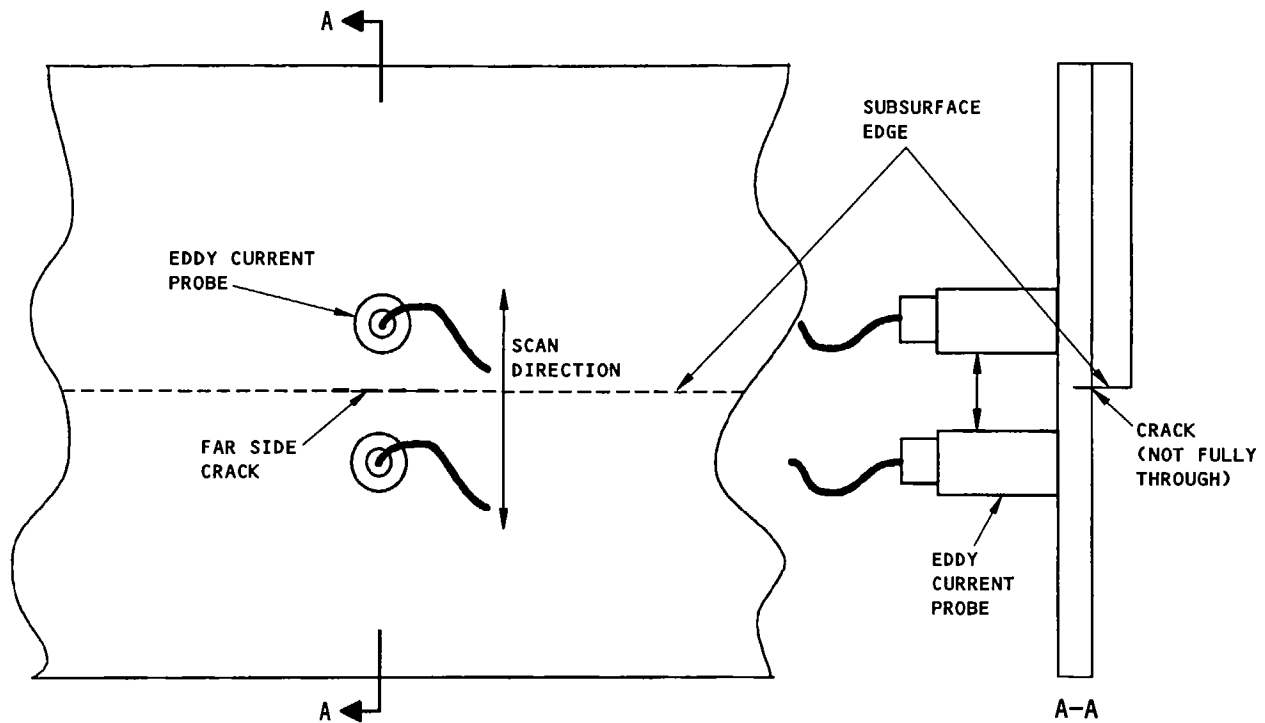 A
SUBSURFACE
EDGE
EDDY CURRENT
PROBE
SCAN
DIRECTION
FAR SIDE
CRACK
CRACK
(NOT FULLY
THROUGH)
EDDY
CURRENT
PROBE
A
A-A